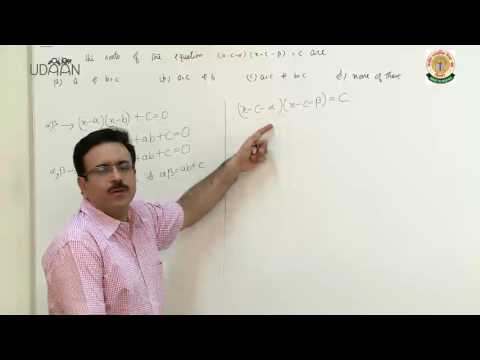 UDAAN
α,β
the roots of the equation (x-c-α)(x-c-β) = c are
(a) a & b+c (b) a+c & b (c) a+c & b+c (d) none of these
α,β → (x-a)(x-b) + c = 0
+ ab + c = 0
α,β → + ab + c = 0
& αβ = ab + c
(x-c-α)(x-c-β) = C